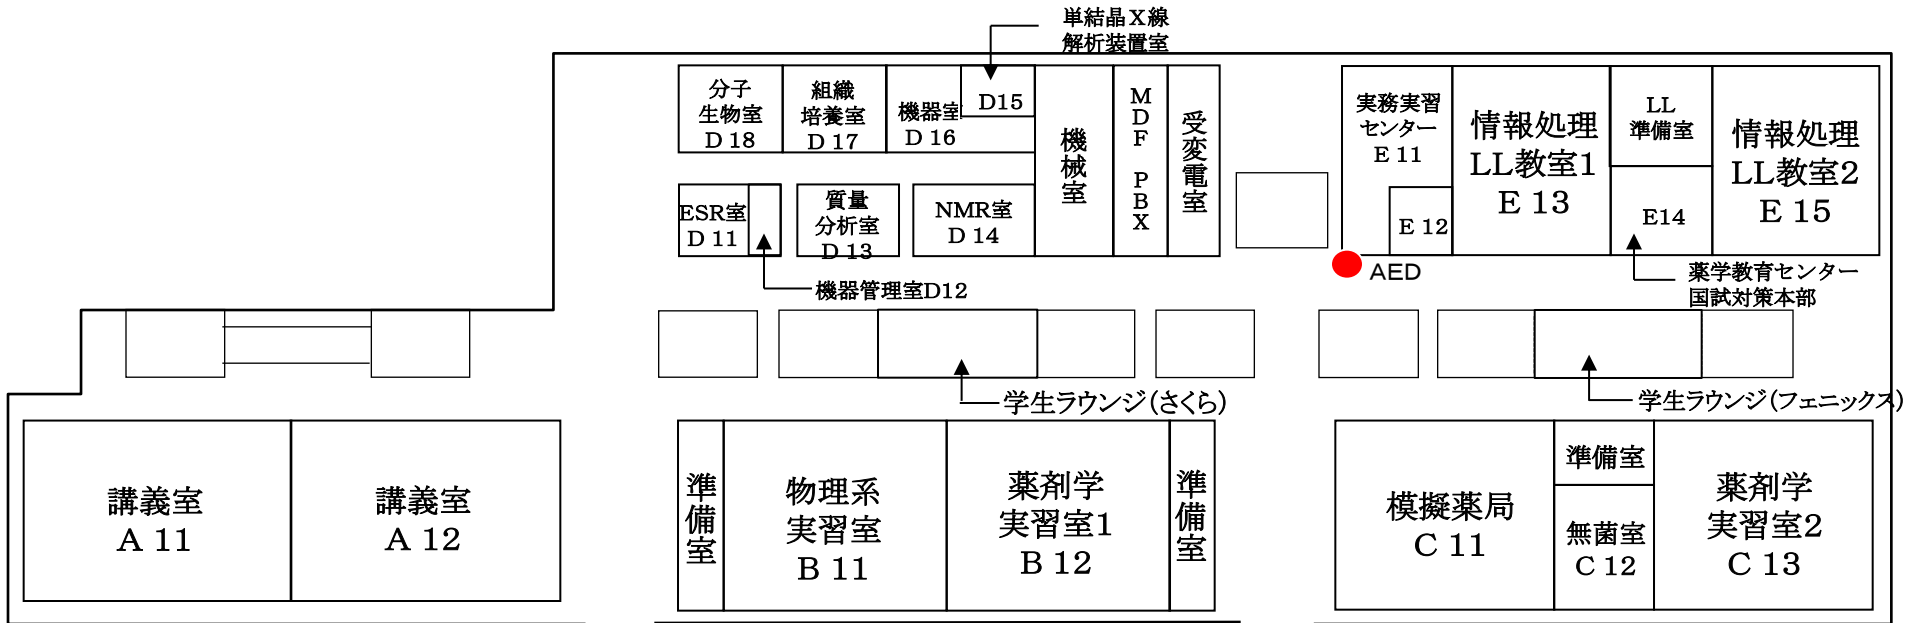 単結晶X線
解析装置室
分子
生物室
D 18
組織
培養室
D 17
機器室
D 16
D15
機械室
MDF PBX
受変電室
実務実習
センター
E 11
E 12
情報処理
LL教室1
E 13
LL
準備室
E14
情報処理
LL教室2
E 15
ESR室
D 11
質量
分析室
D 13
NMR室
D 14
機器管理室D12
AED
薬学教育センター
国試対策本部
学生ラウンジ(さくら)
学生ラウンジ(フェニックス)
講義室
A 11
講義室
A 12
準備室
物理系
実習室
B 11
薬剤学
実習室1
B 12
準備室
模擬薬局
C 11
準備室
無菌室
C 12
薬剤学
実習室2
C 13